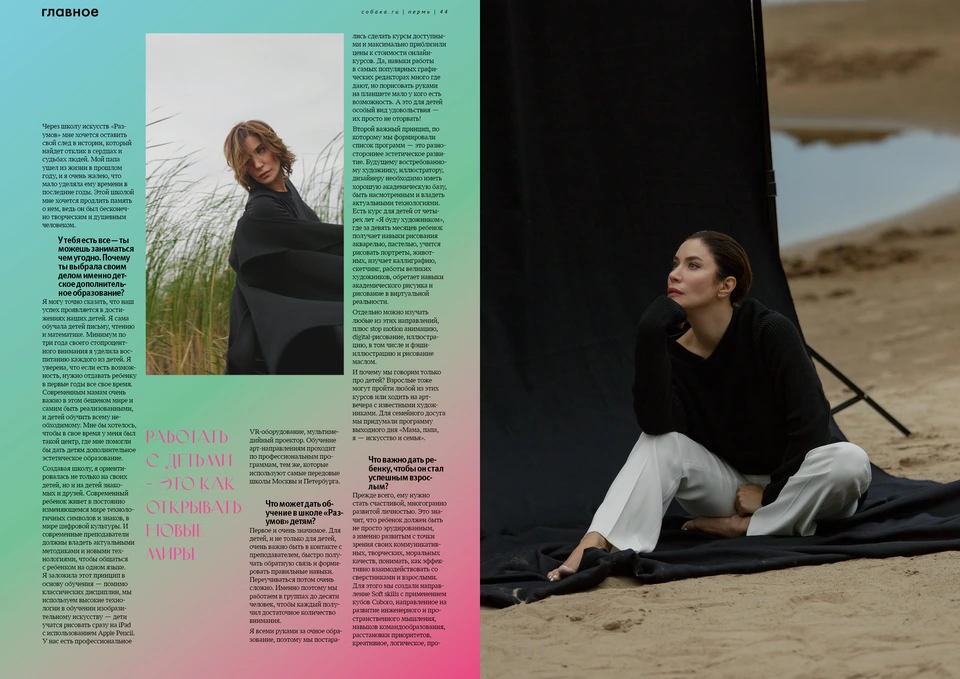 главное
собака.ru | пермь | 44
Через школу искусств «Раз-
умов» мне хочется оставить
свой след в истории, который
найдет отклик в сердцах и
судьбах людей. Мой папа
ушел из жизни в прошлом
году, и я очень жалею, что
мало уделяла ему времени в
последние годы. Этой школой
мне хочется продлить память
о нем, ведь он был бесконеч-
но творческим и душевным
человеком.
У тебя есть все — ты
можешь заниматься
чем угодно. Почему
ты выбрала своим
делом именно дет-
ское дополнитель-
ное образование?
Я могу точно сказать, что наш
успех проявляется в дости-
жениях наших детей. Я сама
обучала детей письму, чтению
и математике. Минимум по
три года своего стопроцент-
ного внимания я уделила вос-
питанию каждого из детей. Я
уверена, что если есть возмож-
ность, нужно отдавать ребенку
в первые годы все свое время.
Современным мамам очень
важно в этом бешеном мире и
самим быть реализованными,
и детей обучить всему не-
обходимому. Мне бы хотелось,
чтобы в свое время у меня был
такой центр, где мне помогли
бы дать детям дополнительное
эстетическое образование.
Создавая школу, я ориенти-
ровалась не только на своих
детей, но и на детей знако-
мых и друзей. Современный
ребенок живет в постоянно
изменяющемся мире техноло-
гичных символов и знаков, в
мире цифровой культуры. И
современные преподаватели
должны владеть актуальными
методиками и новыми тех-
нологиями, чтобы общаться
с ребенком на одном языке.
Я заложила этот принцип в
основу обучения — помимо
классических дисциплин, мы
используем высокие техно-
логии в обучении изобрази-
тельному искусству — дети
учатся рисовать сразу на iPad
с использованием Apple Pencil.
У нас есть профессиональное
РАБОТАТЬ
С ДЕТЬМИ
– ЭТО КАК
ОТКРЫВАТЬ
НОВЫЕ
МИРЫ
VR-оборудование, мультиме-
дийный проектор. Обучение
арт-направлениям проходит
по профессиональным про-
граммам, тем же, которые
используют самые передовые
школы Москвы и Петербурга.
Что может дать об-
учение в школе «Раз-
умов» детям?
Первое и очень значимое. Для
детей, и не только для детей,
очень важно быть в контакте с
преподавателем, быстро полу-
чать обратную связь и форми-
ровать правильные навыки.
Переучиваться потом очень
сложно. Именно поэтому мы
работаем в группах до десяти
человек, чтобы каждый полу-
чил достаточное количество
внимания.
Я всеми руками за очное обра-
зование, поэтому мы постара-
лись сделать курсы доступны-
ми и максимально приблизили
цены к стоимости онлайн-
курсов. Да, навыки работы
в самых популярных графи-
ческих редакторах много где
дают, но порисовать руками
на планшете мало у кого есть
возможность. А это для детей
особый вид удовольствия —
их просто не оторвать!
Второй важный принцип, по
которому мы формировали
список программ — это разно-
стороннее эстетическое разви-
тие. Будущему востребованно-
му художнику, иллюстратору,
дизайнеру необходимо иметь
хорошую академическую базу,
быть насмотренным и владеть
актуальными технологиями.
Есть курс для детей от четы-
рех лет «Я буду художником»,
где за девять месяцев ребенок
получает навыки рисования
акварелью, пастелью, учится
рисовать портреты, живот-
ных, изучает каллиграфию,
скетчинг, работы великих
художников, обретает навыки
академического рисунка и
рисование в виртуальной
реальности.
Отдельно можно изучать
любые из этих направлений,
плюс stop motion анимацию,
digital-рисование, иллюстра-
цию, в том числе и фэшн-
иллюстрацию и рисование
маслом.
И почему мы говорим только
про детей? Взрослые тоже
могут пройти любой из этих
курсов или ходить на арт-
вечера с известными худож-
никами. Для семейного досуга
мы придумали программу
выходного дня «Мама, папа,
я — искусство и семья».
Что важно дать ре-
бенку, чтобы он стал
успешным взрос-
лым?
Прежде всего, ему нужно
стать счастливой, многогранно
развитой личностью. Это зна-
чит, что ребенок должен быть
не просто эрудированным,
а именно развитым с точки
зрения своих коммуникатив-
ных, творческих, моральных
качеств, понимать, как эффек-
тивно взаимодействовать со
сверстниками и взрослыми.
Для этого мы создали направ-
ление Soft skills с применением
кубов Cuboro, направленное на
развитие инженерного и про-
странственного мышления,
навыков командообразования,
расстановки приоритетов,
креативное, логическое, про-